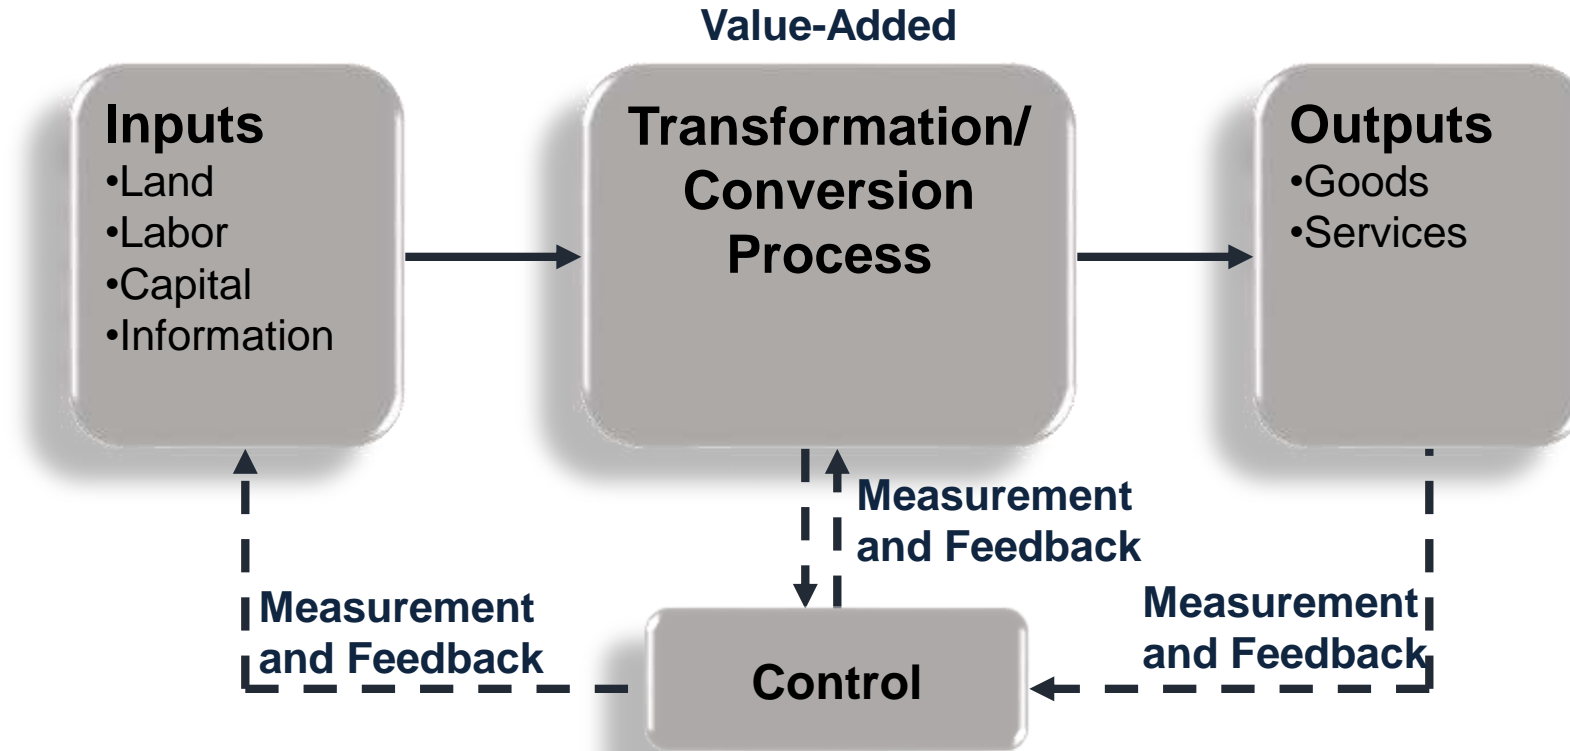 Value-Added
Inputs
•Land
•Labor
•Capital
•Information
Transformation/
Conversion
Process
Outputs
•Goods
•Services
Measurement
and Feedback
Measurement
and Feedback
Measurement
and Feedback
Control